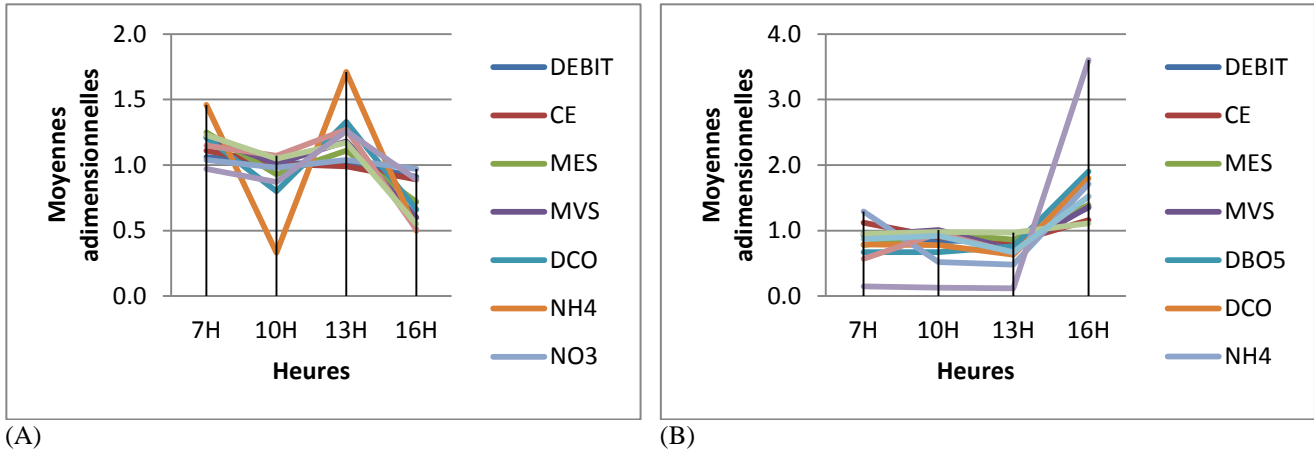 2.0
1.5
1.0
0.5
0.0
Moyennes
adimensionnelles
7H 10H 13H 16H
Heures
DEBIT
CE
MES
MVS
DCO
NH4
NO3
(A)
4.0
3.0
2.0
1.0
0.0
Moyennes
adimensionnelles
7H 10H 13H 16H
Heures
DEBIT
CE
MES
MVS
DBO5
DCO
NH4
(B)